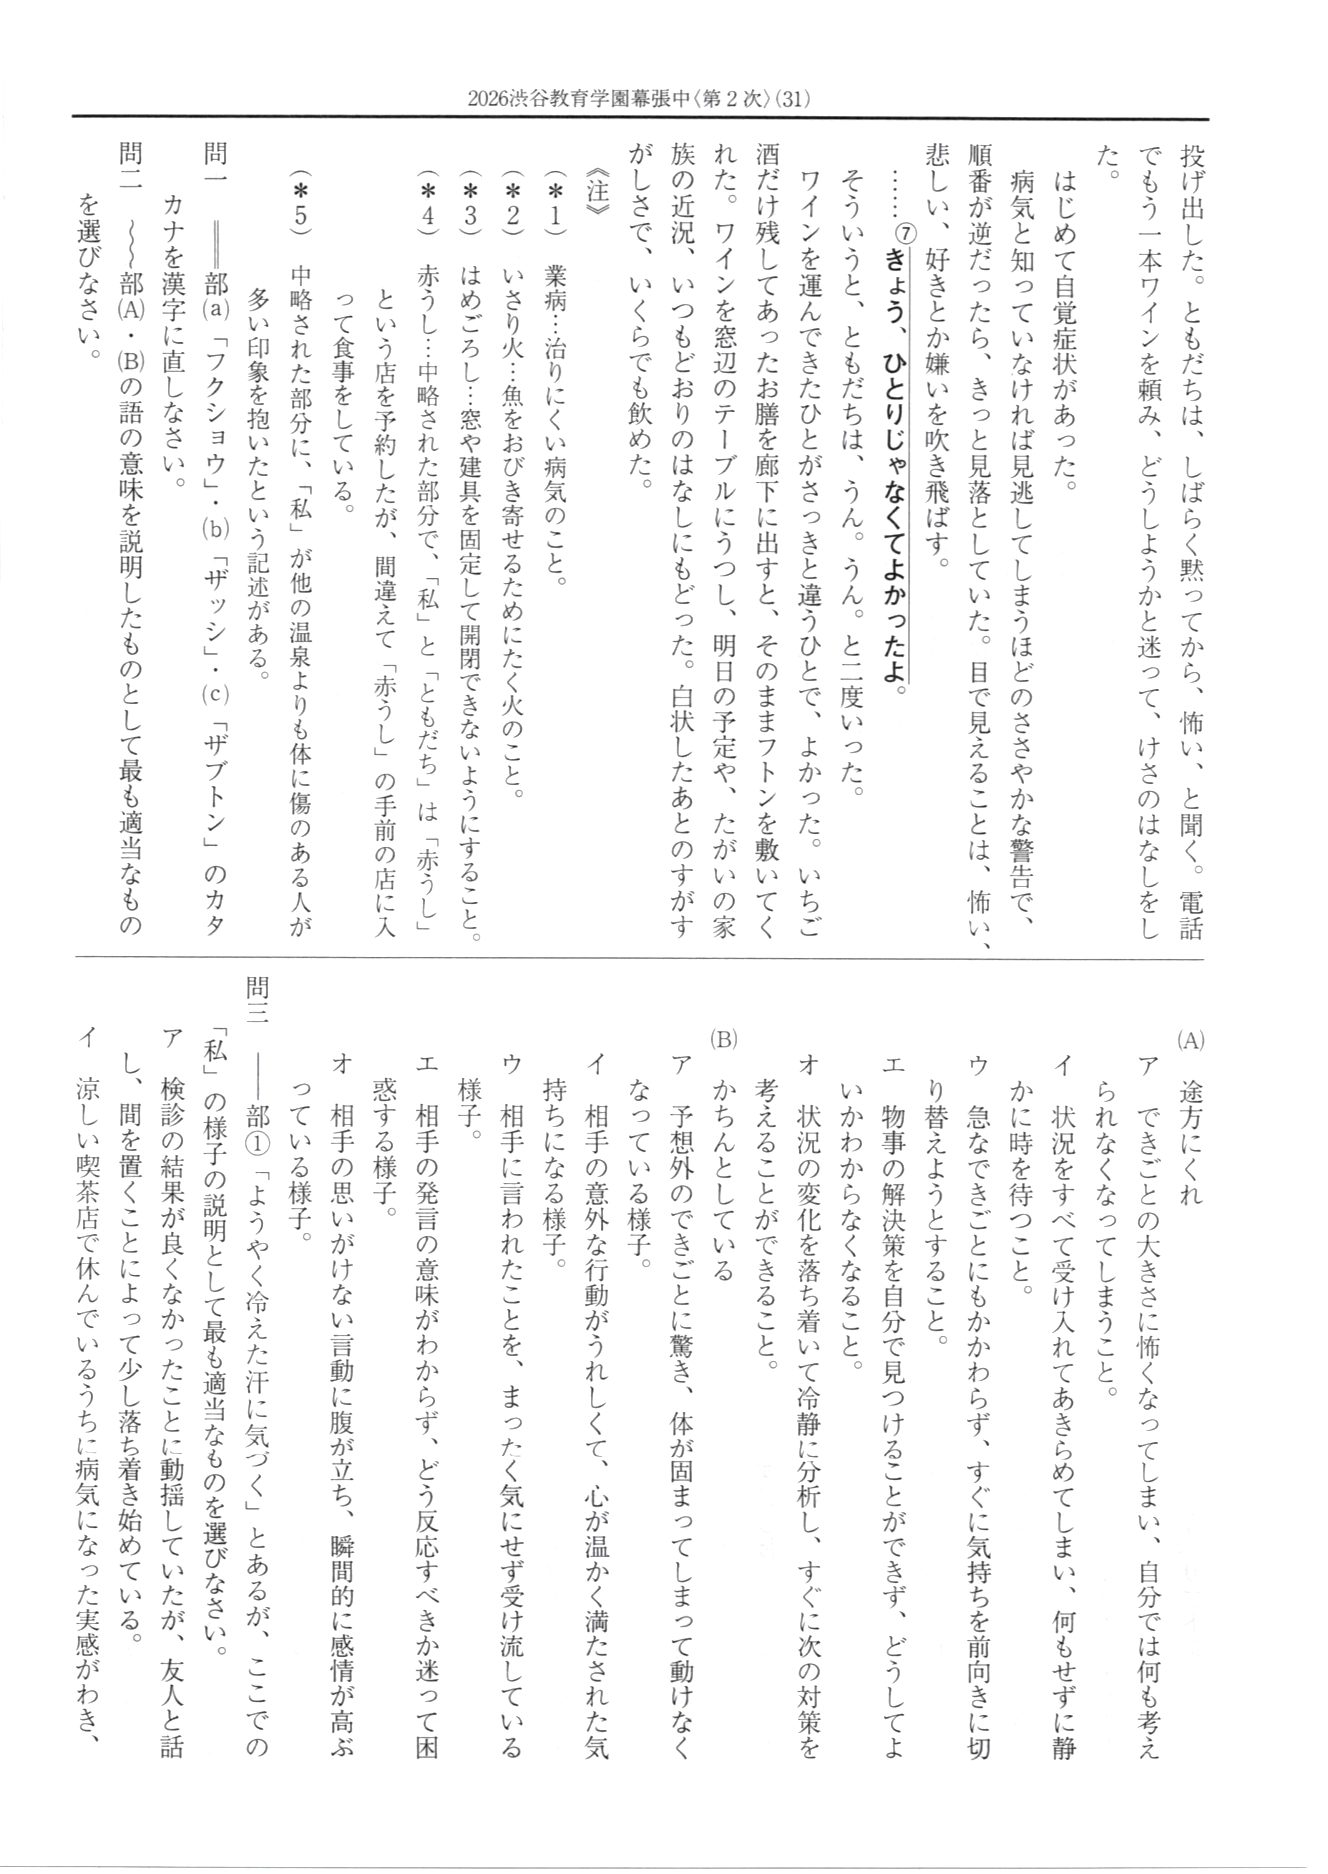 2026渋谷教育学園幕張中〈第2次〉(31)
投げ出した。ともだちは、しばらく黙ってから、怖い、と聞く。電話
でもう一本ワインを頼み、どうしようかと迷って、けさのはなしをし
た。
はじめて自覚症状があった。
病気と知っていなければ見逃してしまうほどのささやかな警告で、
順番が逆だったら、きっと見落としていた。目で見えることは、怖い、
悲しい、好きとか嫌いを吹き飛ばす。
……⑦きょう、ひとりじゃなくてよかったよ。
そういうと、ともだちは、うん。うん。と二度いった。
ワインを運んできたひとがさっきと違うひとで、よかった。いちご
酒だけ残してあったお膳を廊下に出すと、そのままフトンを敷いてく
れた。ワインを窓辺のテーブルにうつし、明日の予定や、たがいの家
族の近況、いつもどおりのはなしにもどった。白状したあとのすがす
がしさで、いくらでも飲めた。
《注》
(＊1) 業病…治りにくい病気のこと。
(＊2) いさり火…魚をおびき寄せるためにたく火のこと。
(＊3) はめごろし…窓や建具を固定して開閉できないようにすること。
(＊4) 赤うし…中略された部分で、「私」と「ともだち」は「赤うし」
という店を予約したが、間違えて「赤うし」の手前の店に入
って食事をしている。
(＊5) 中略された部分に、「私」が他の温泉よりも体に傷のある人が
多い印象を抱いたという記述がある。
問一 ══部(a)「フクショウ」・(b)「ザッシ」・(c)「ザブトン」のカタ
カナを漢字に直しなさい。
問二 〜〜部(A)・(B)の語の意味を説明したものとして最も適当なもの
を選びなさい。
(A) 途方にくれ
ア できごとの大きさに怖くなってしまい、自分では何も考え
られなくなってしまうこと。
イ 状況をすべて受け入れてあきらめてしまい、何もせずに静
かに時を待つこと。
ウ 急なできごとにもかかわらず、すぐに気持ちを前向きに切
り替えようとすること。
エ 物事の解決策を自分で見つけることができず、どうしてよ
いかわからなくなること。
オ 状況の変化を落ち着いて冷静に分析し、すぐに次の対策を
考えることができること。
(B) かちんとしている
ア 予想外のできごとに驚き、体が固まってしまって動けなく
なっている様子。
イ 相手の意外な行動がうれしくて、心が温かく満たされた気
持ちになる様子。
ウ 相手に言われたことを、まったく気にせず受け流している
様子。
エ 相手の発言の意味がわからず、どう反応すべきか迷って困
惑する様子。
オ 相手の思いがけない言動に腹が立ち、瞬間的に感情が高ぶ
っている様子。
問三 ――部①「ようやく冷えた汗に気づく」とあるが、ここでの
「私」の様子の説明として最も適当なものを選びなさい。
ア 検診の結果が良くなかったことに動揺していたが、友人と話
し、間を置くことによって少し落ち着き始めている。
イ 涼しい喫茶店で休んでいるうちに病気になった実感がわき、